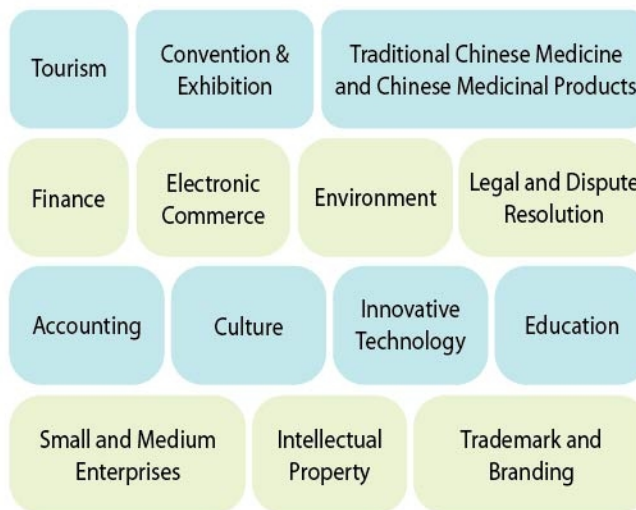 Tourism
Convention &
Exhibition
Traditional Chinese Medicine
and Chinese Medicinal Products
Finance
Electronic
Commerce
Environment
Legal and Dispute
Resolution
Accounting
Culture
Innovative
Technology
Education
Small and Medium
Enterprises
Intellectual
Property
Trademark and
Branding